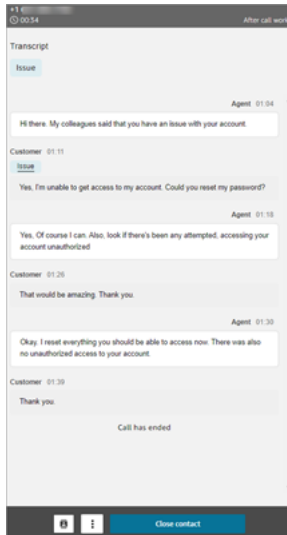 +1
00:54 After call work
Transcript
Issue
Agent 01:04
Hi there. My colleagues said that you have an issue with your account.
Customer 01:11
Issue
Yes, I'm unable to get access to my account. Could you reset my password?
Agent 01:18
Yes, Of course I can. Also, look if there's been any attempted, accessing your
account unauthorized
Customer 01:26
That would be amazing. Thank you.
Agent 01:30
Okay. I reset everything you should be able to access now. There was also
no unauthorized access to your account.
Customer 01:39
Thank you.
Call has ended
Close contact